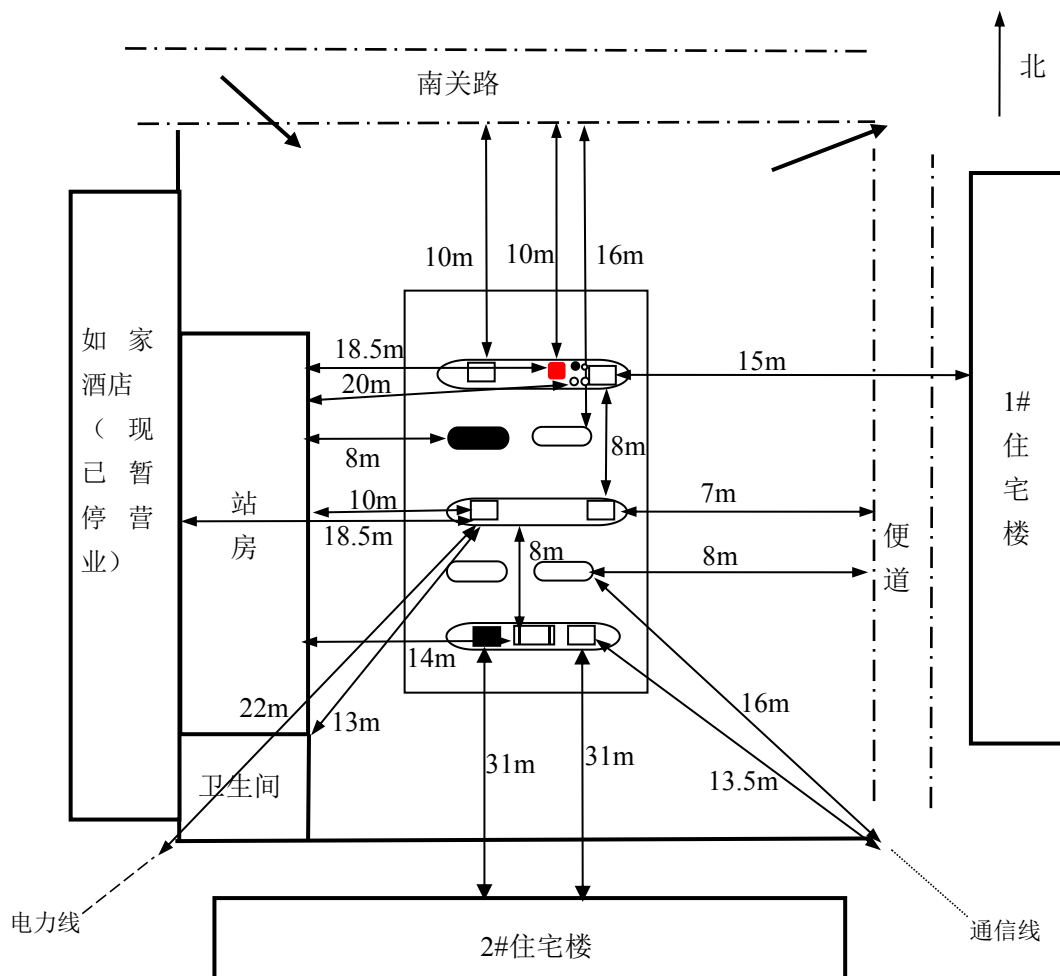 南关路
北
10m
10m
16m
18.5m
20m
15m
如 家
酒店
（ 现
已 暂
停 营
业）
8m
8m
1#
住
宅
楼
站
房
10m
18.5m
7m
8m
8m
便
道
14m
22m
13m
16m
31m
31m
13.5m
卫生间
电力线
通信线
2#住宅楼